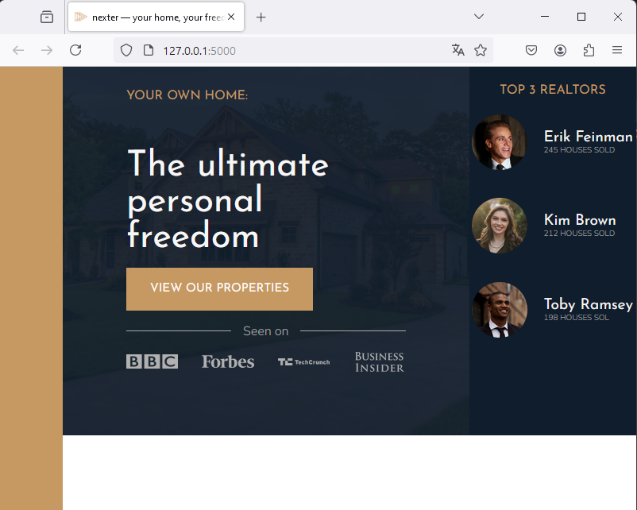 nexter — your home, your free
127.0.0.1:5000
YOUR OWN HOME:
The ultimate
personal
freedom
VIEW OUR PROPERTIES
Seen on
BBC
Forbes
TC TechCrunch
BUSINESS
INSIDER
TOP 3 REALTORS
Erik Feinman
245 HOUSES SOLD
Kim Brown
212 HOUSES SOLD
Toby Ramsey
198 HOUSES SOL